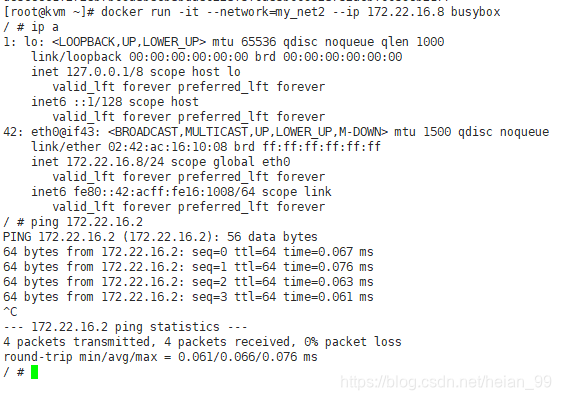 [root@kvm ~]# docker run -it --network=my_net2 --ip 172.22.16.8 busybox
/ # ip a
1: lo: <LOOPBACK,UP,LOWER_UP> mtu 65536 qdisc noqueue qlen 1000
    link/loopback 00:00:00:00:00:00 brd 00:00:00:00:00:00
    inet 127.0.0.1/8 scope host lo
       valid_lft forever preferred_lft forever
    inet6 ::1/128 scope host
       valid_lft forever preferred_lft forever
42: eth0@if43: <BROADCAST,MULTICAST,UP,LOWER_UP,M-DOWN> mtu 1500 qdisc noqueue
    link/ether 02:42:ac:16:10:08 brd ff:ff:ff:ff:ff:ff
    inet 172.22.16.8/24 scope global eth0
       valid_lft forever preferred_lft forever
    inet6 fe80::42:acff:fe16:1008/64 scope link
       valid_lft forever preferred_lft forever
/ # ping 172.22.16.2
PING 172.22.16.2 (172.22.16.2): 56 data bytes
64 bytes from 172.22.16.2: seq=0 ttl=64 time=0.067 ms
64 bytes from 172.22.16.2: seq=1 ttl=64 time=0.076 ms
64 bytes from 172.22.16.2: seq=2 ttl=64 time=0.063 ms
64 bytes from 172.22.16.2: seq=3 ttl=64 time=0.061 ms
^C
--- 172.22.16.2 ping statistics ---
4 packets transmitted, 4 packets received, 0% packet loss
round-trip min/avg/max = 0.061/0.066/0.076 ms
/ #
https://blog.csdn.net/heian_99